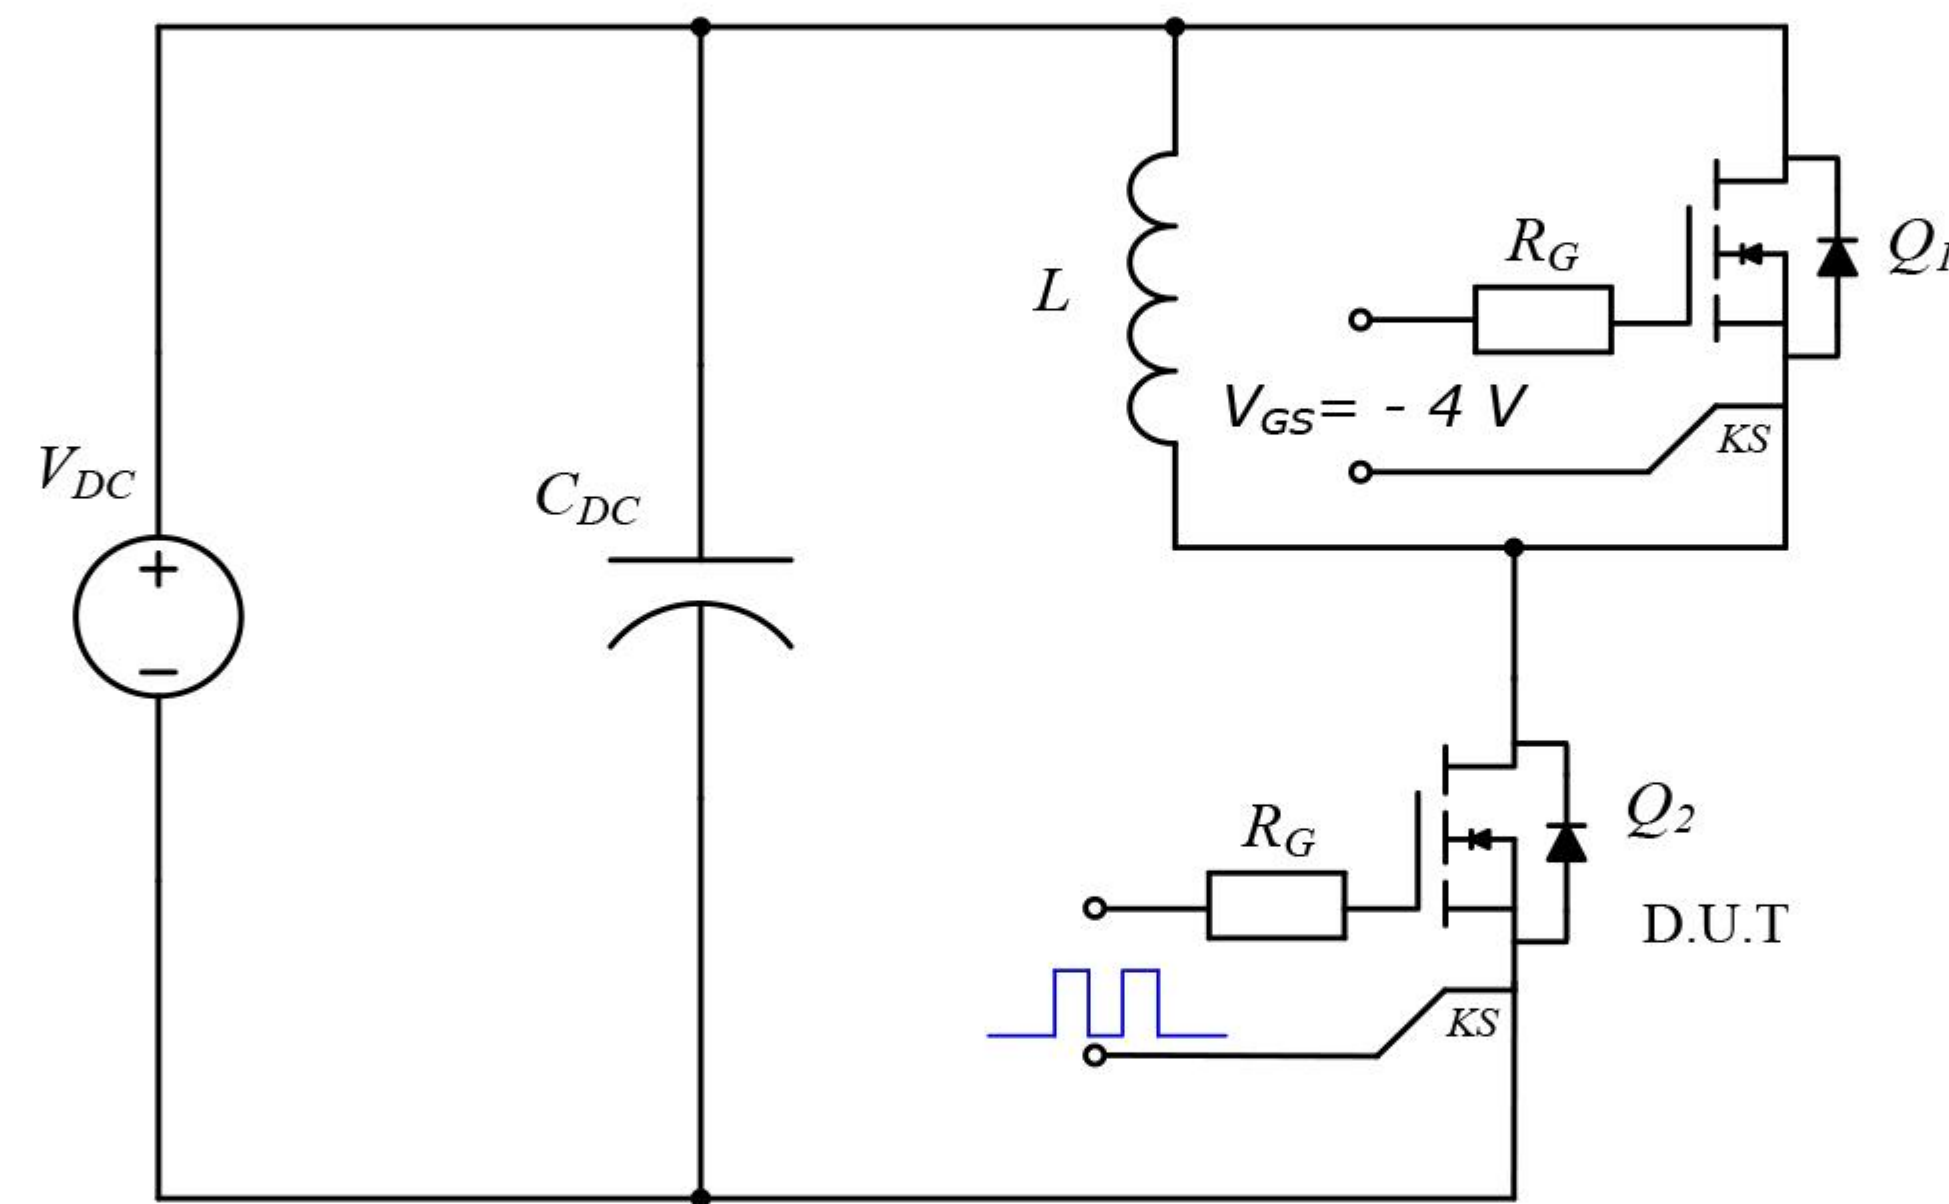 Q1
R_G
L
V_GS= - 4 V
KS
V_DC
+
−
C_DC
Q2
R_G
D.U.T
KS